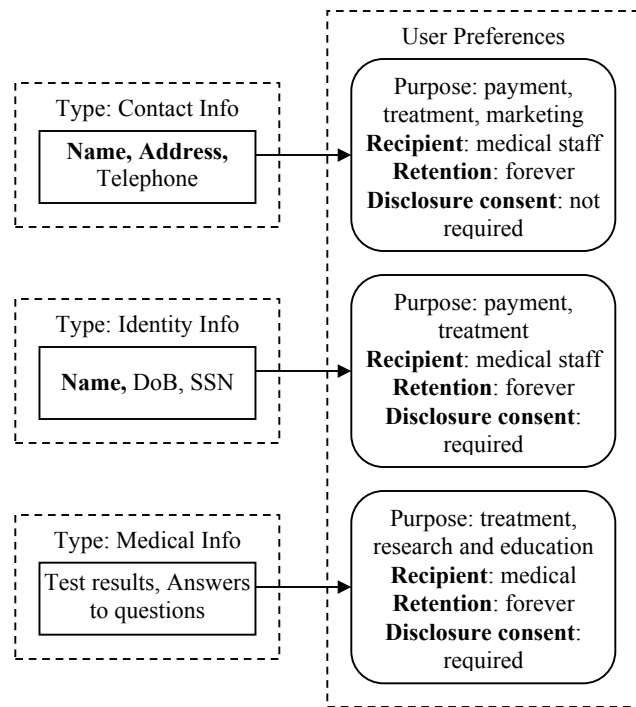 User Preferences
Type: Contact Info
Name, Address,
Telephone
Purpose: payment,
treatment, marketing
Recipient: medical staff
Retention: forever
Disclosure consent: not
required
Type: Identity Info
Name, DoB, SSN
Purpose: payment,
treatment
Recipient: medical staff
Retention: forever
Disclosure consent:
required
Type: Medical Info
Test results, Answers
to questions
Purpose: treatment,
research and education
Recipient: medical
Retention: forever
Disclosure consent:
required